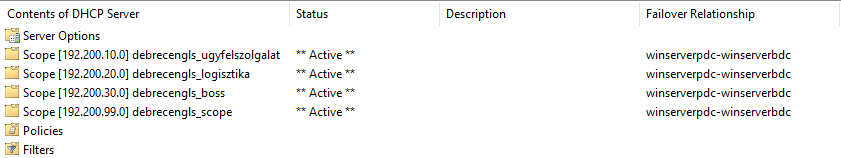 Contents of DHCP Server Status Description Failover Relationship
Server Options
Scope [192.200.10.0] debrecengls_ugyfelszolgalat ** Active ** winserverpdc-winserverbdc
Scope [192.200.20.0] debrecengls_logisztika ** Active ** winserverpdc-winserverbdc
Scope [192.200.30.0] debrecengls_boss ** Active ** winserverpdc-winserverbdc
Scope [192.200.99.0] debrecengls_scope ** Active ** winserverpdc-winserverbdc
Policies
Filters